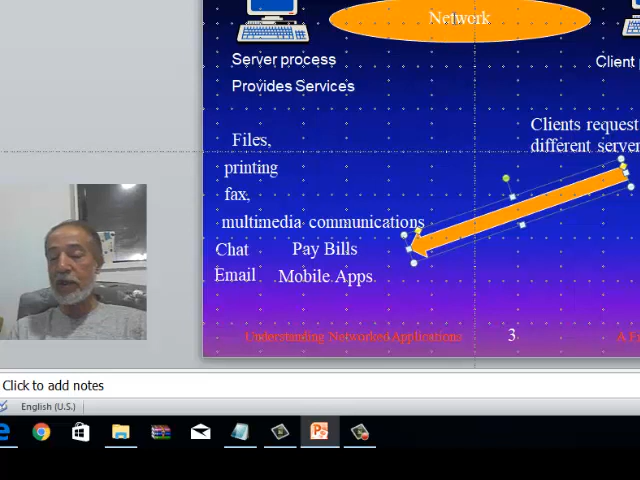 Network
Server process
Client
Provides Services
Clients request
different server
Files,
printing
fax,
multimedia communications
Chat Pay Bills
Email Mobile Apps
Understanding Networked Applications 3 A
Click to add notes
English (U.S.)